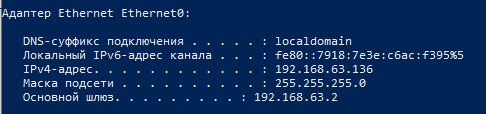 Адаптер Ethernet Ethernet0:
DNS-суффикс подключения . . . . . : localdomain
Локальный IPv6-адрес канала . . . : fe80::7918:7e3e:c6ac:f395%5
IPv4-адрес. . . . . . . . . . . . : 192.168.63.136
Маска подсети . . . . . . . . . . : 255.255.255.0
Основной шлюз. . . . . . . . . : 192.168.63.2